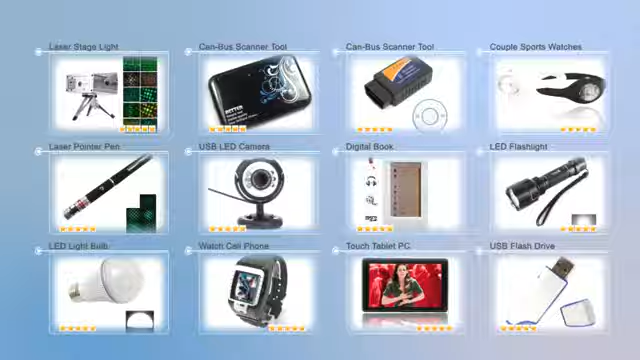 Laser Stage Light
Can-Bus Scanner Tool
Can-Bus Scanner Tool
Couple Sports Watches
Laser Pointer Pen
USB LED Camera
Digital Book
LED Flashlight
LED Light Bulb
Watch Cell Phone
Touch Tablet PC
USB Flash Drive